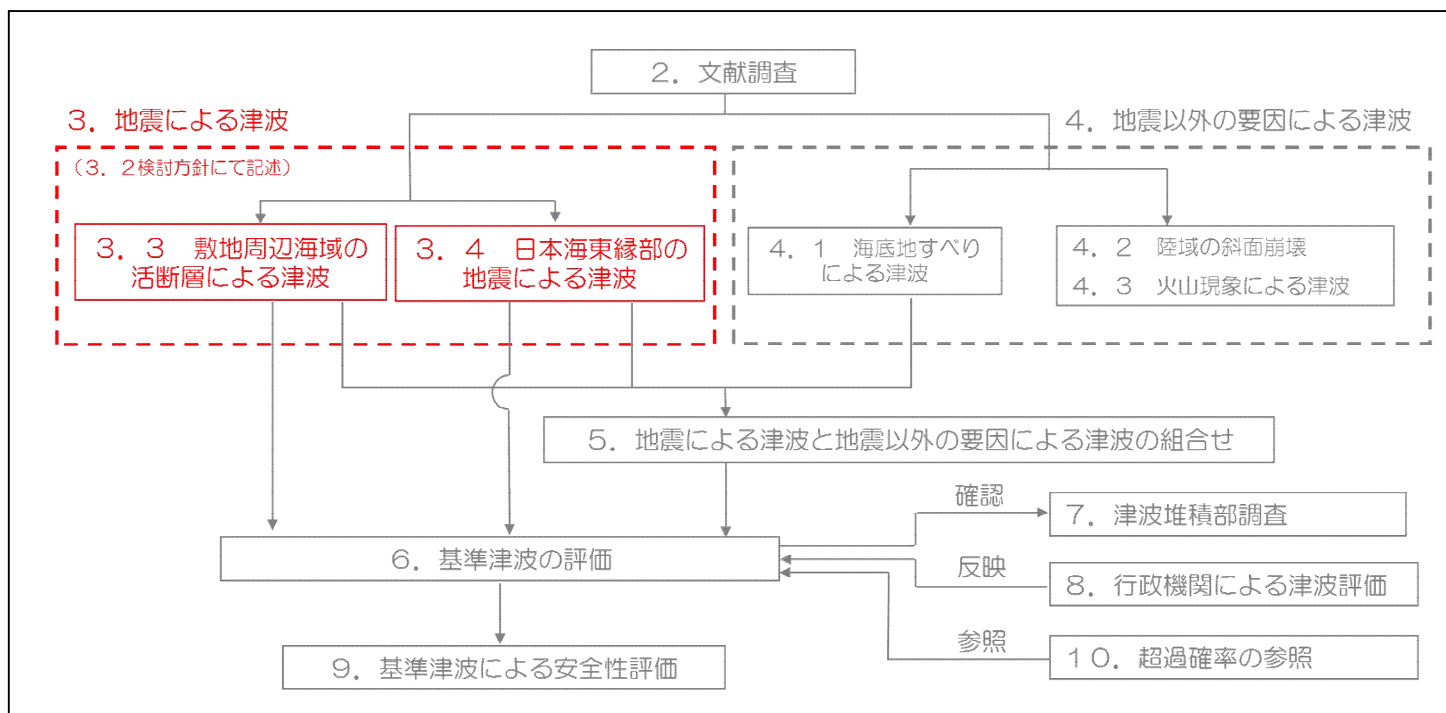 ２．文献調査
３．地震による津波
４．地震以外の要因による津波
（３．２検討方針にて記述）
３．３　敷地周辺海域の
活断層による津波
３．４　日本海東縁部の
地震による津波
４．１　海底地すべり
による津波
４．２　陸域の斜面崩壊
４．３　火山現象による津波
５．地震による津波と地震以外の要因による津波の組合せ
確認
７．津波堆積部調査
６．基準津波の評価
反映
８．行政機関による津波評価
参照
９．基準津波による安全性評価
１０．超過確率の参照